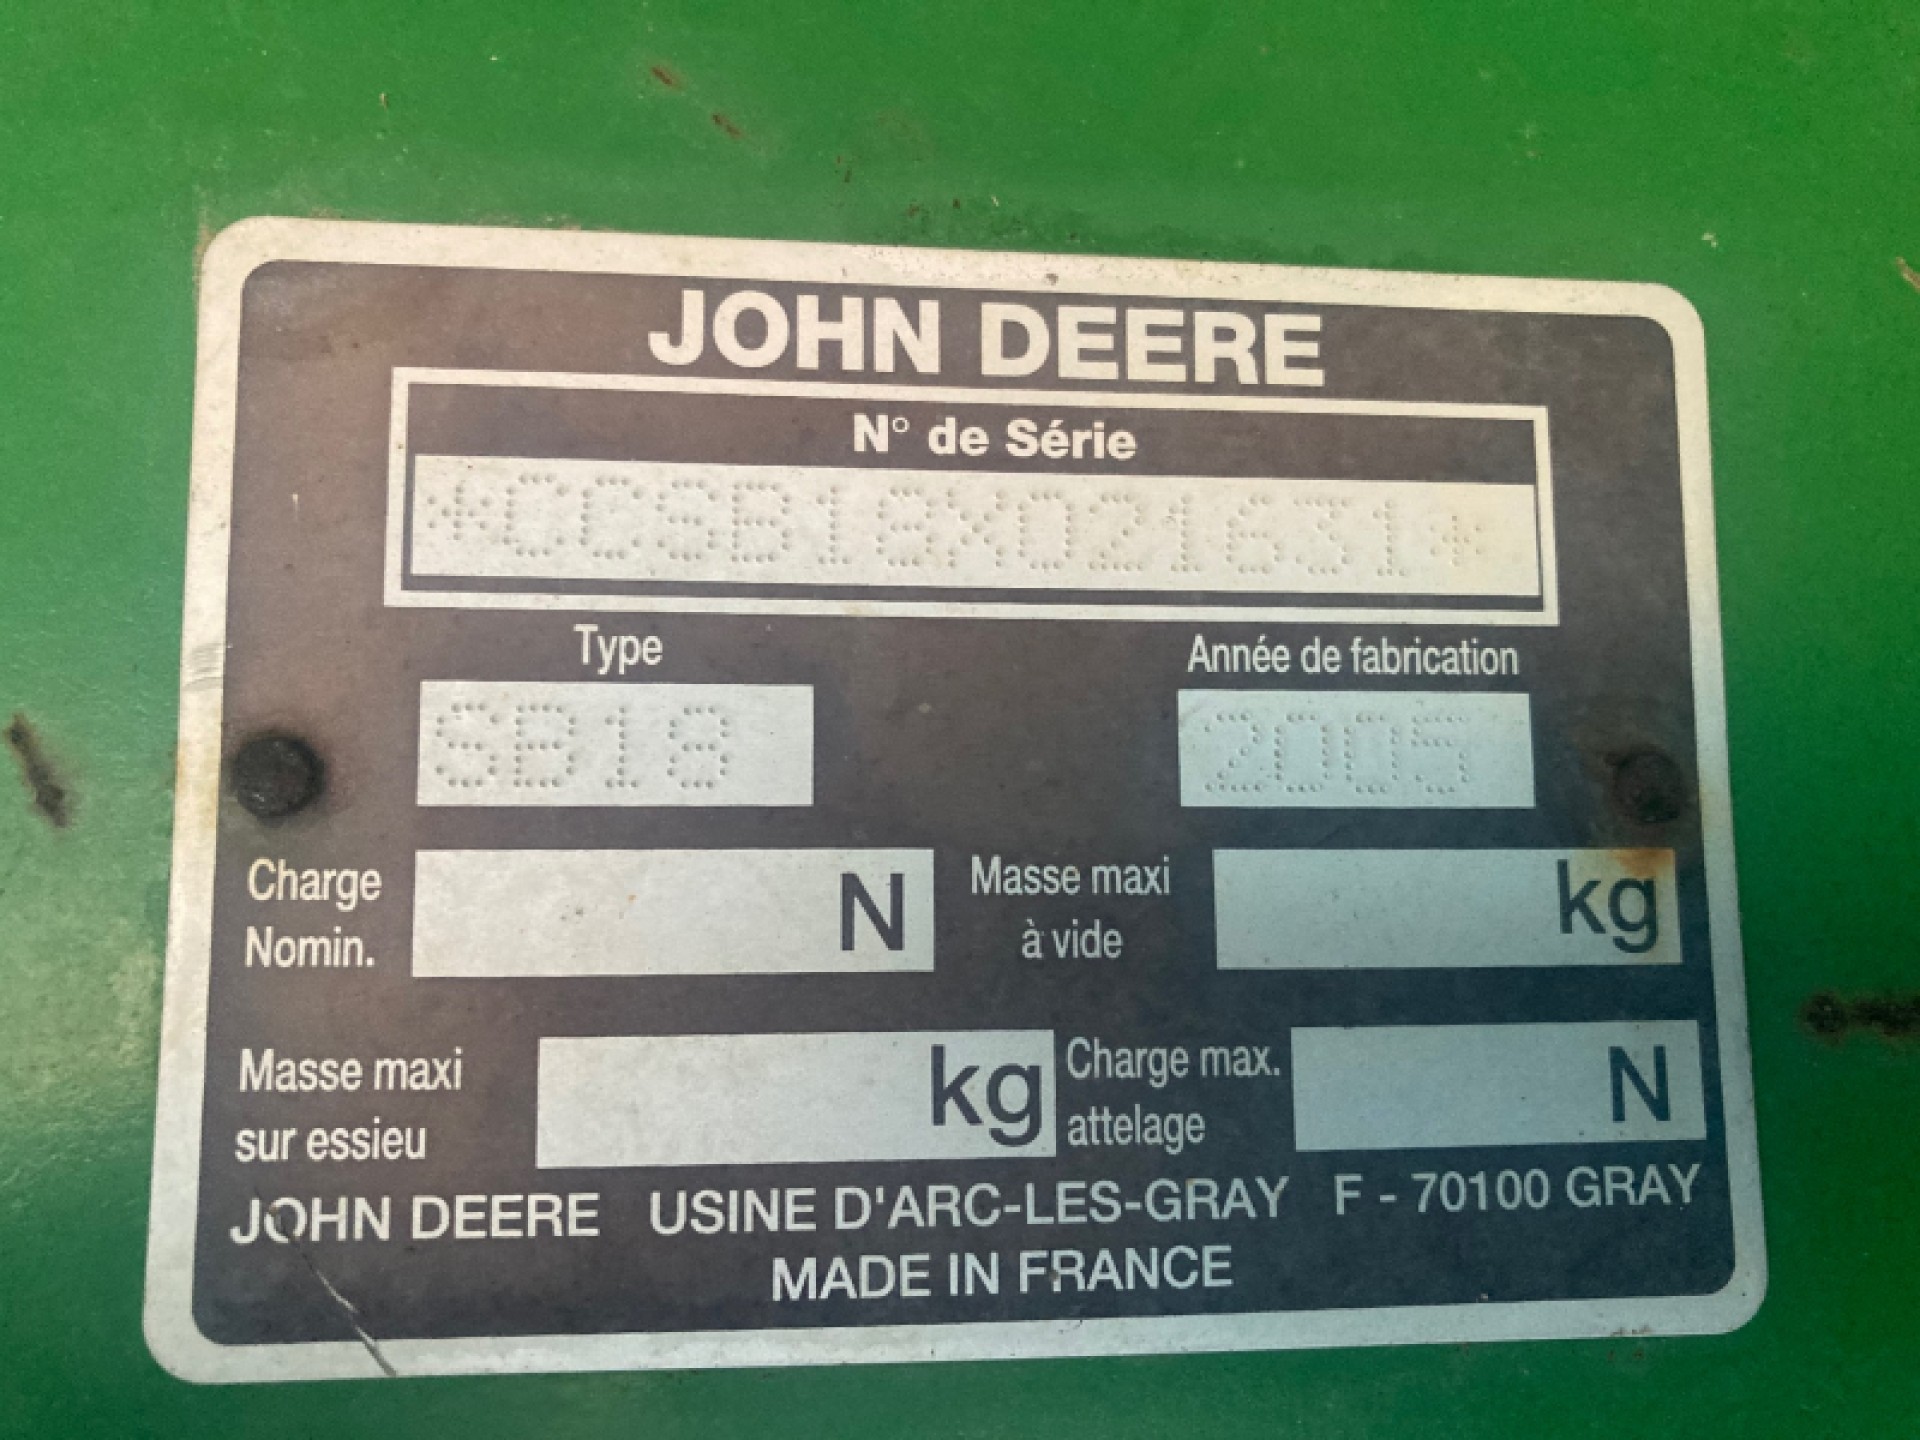 JOHN DEERE
N° de Série
*CCSB18X021631*
Type Année de fabrication
SB18 2005
Charge Nomin. N Masse maxi à vide kg
Masse maxi sur essieu kg Charge max. attelage N
JOHN DEERE USINE D'ARC-LES-GRAY F - 70100 GRAY
MADE IN FRANCE